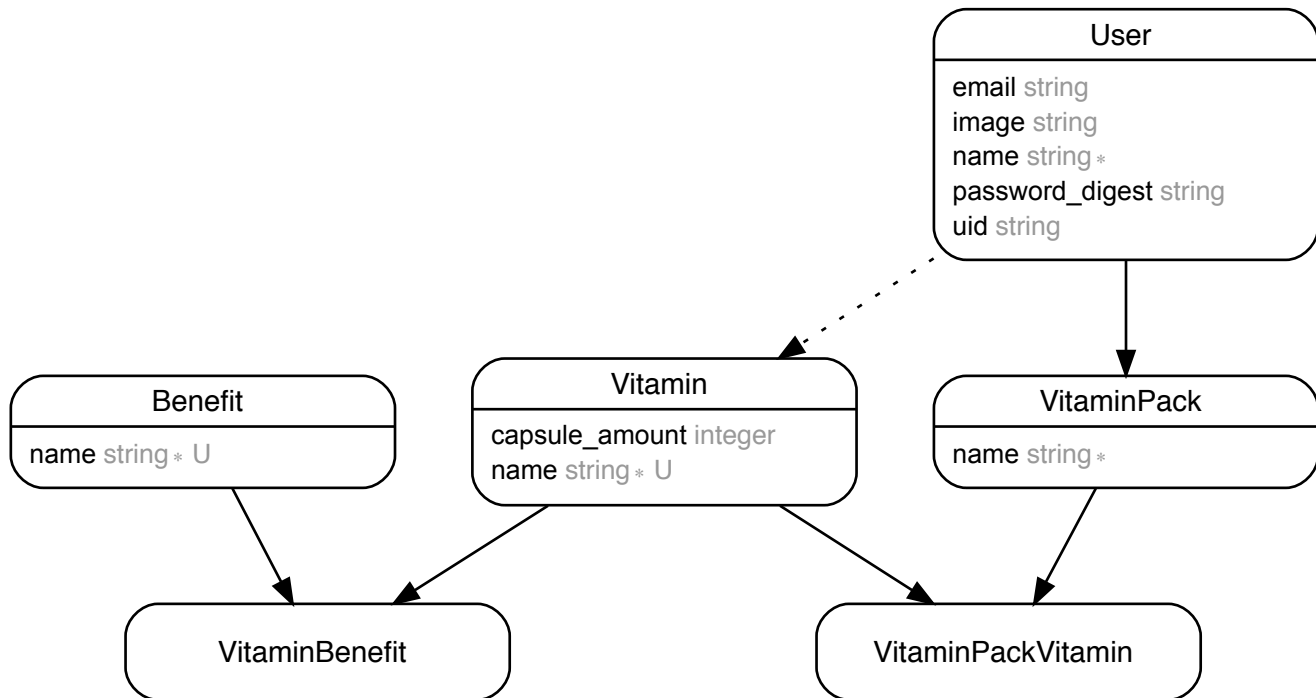 User
email string
image string
name string ∗
password_digest string
uid string
Benefit
name string ∗ U
Vitamin
capsule_amount integer
name string ∗ U
VitaminPack
name string ∗
VitaminBenefit
VitaminPackVitamin